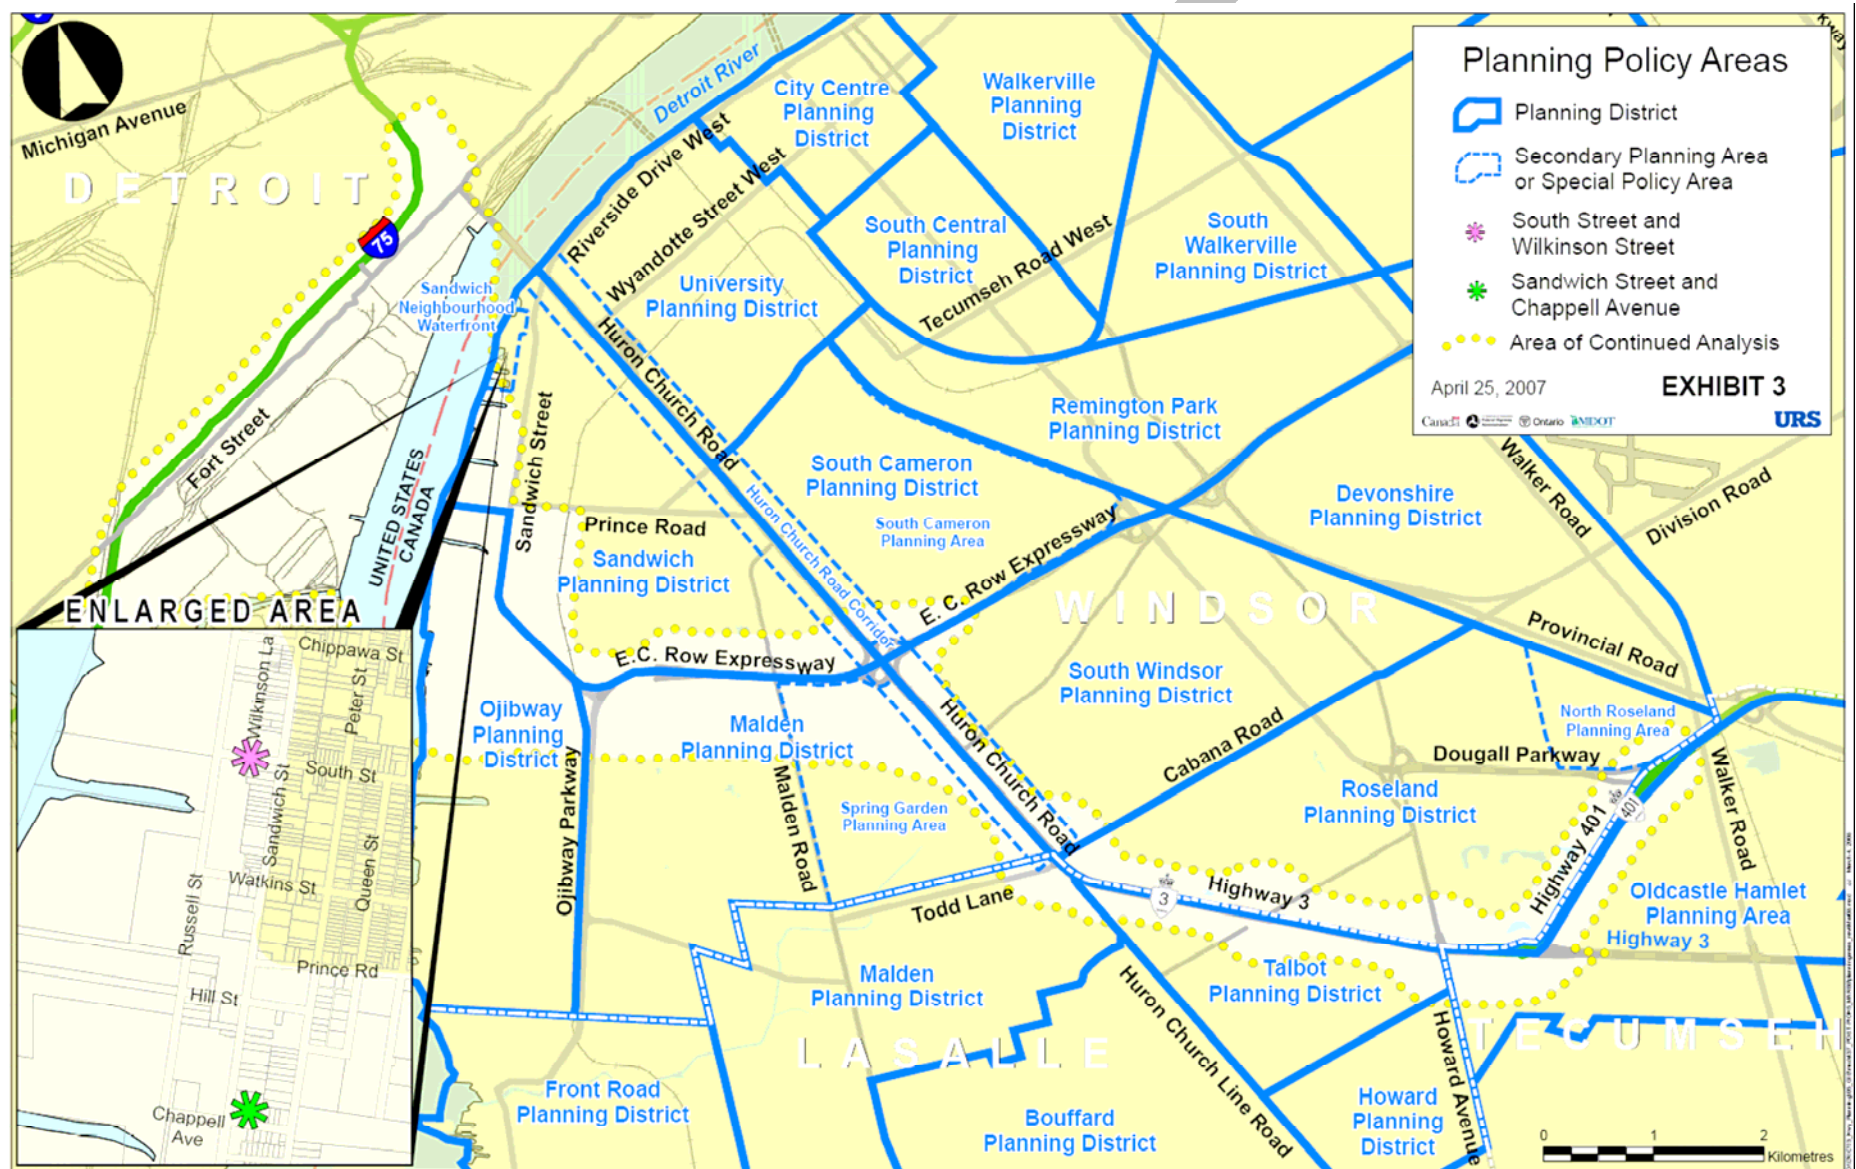 Planning Policy Areas
Planning District
Secondary Planning Area
or Special Policy Area
South Street and
Wilkinson Street
Sandwich Street and
Chappell Avenue
Area of Continued Analysis
April 25, 2007
EXHIBIT 3
Canada
Ontario
MDOT
URS
Michigan Avenue
DETROIT
75
Fort Street
Detroit River
UNITED STATES
CANADA
Riverside Drive West
Wyandotte Street West
City Centre
Planning
District
Walkerville
Planning
District
South Central
Planning
District
South
Walkerville
Planning District
Tecumseh Road West
University
Planning District
Sandwich
Neighbourhood
Waterfront
Huron Church Road
Sandwich Street
Remington Park
Planning District
South Cameron
Planning District
South Cameron
Planning Area
Huron Church Road Corridor
Devonshire
Planning District
Walker Road
Division Road
Prince Road
Sandwich
Planning District
E. C. Row Expressway
WINDSOR
Provincial Road
E.C. Row Expressway
South Windsor
Planning District
Ojibway
Planning
District
Malden
Planning District
Huron Church Road
Cabana Road
North Roseland
Planning Area
Dougall Parkway
Walker Road
Roseland
Planning District
Spring Garden
Planning Area
Malden Road
Ojibway Parkway
Highway 401
401
Todd Lane
3
Highway 3
Oldcastle Hamlet
Planning Area
Highway 3
Malden
Planning District
Talbot
Planning District
Huron Church Line Road
Howard Avenue
TECUMSEH
LASALLE
Front Road
Planning District
Bouffard
Planning District
Howard
Planning
District
0 1 2
Kilometres
ENLARGED AREA
Chippawa St
Wilkinson La
Peter St
South St
Sandwich St
Watkins St
Queen St
Russell St
Prince Rd
Hill St
Chappell
Ave